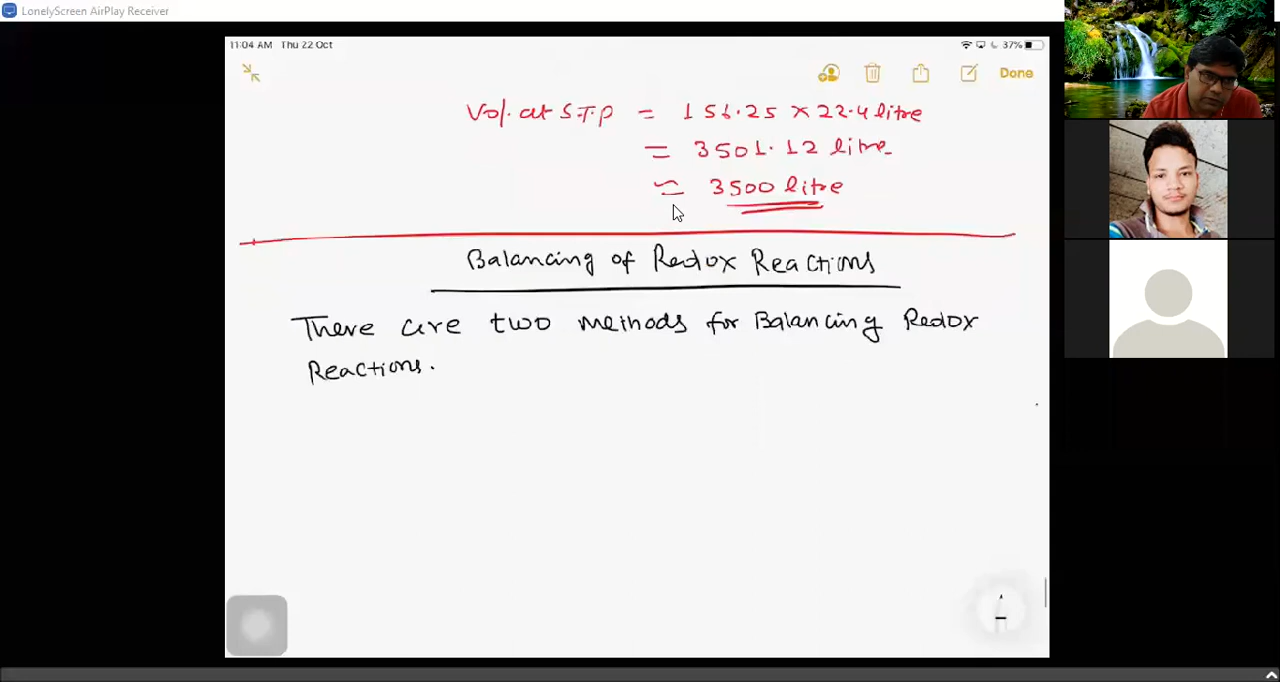 LonelyScreen AirPlay Receiver
11:04 AM Thu 22 Oct
37%
Done
Vol. at S.T.P = 156.25 × 22.4 litre
= 3501.12 litre
≃ 3500 litre
Balancing of Redox Reactions
There are two methods for Balancing Redox
Reactions.